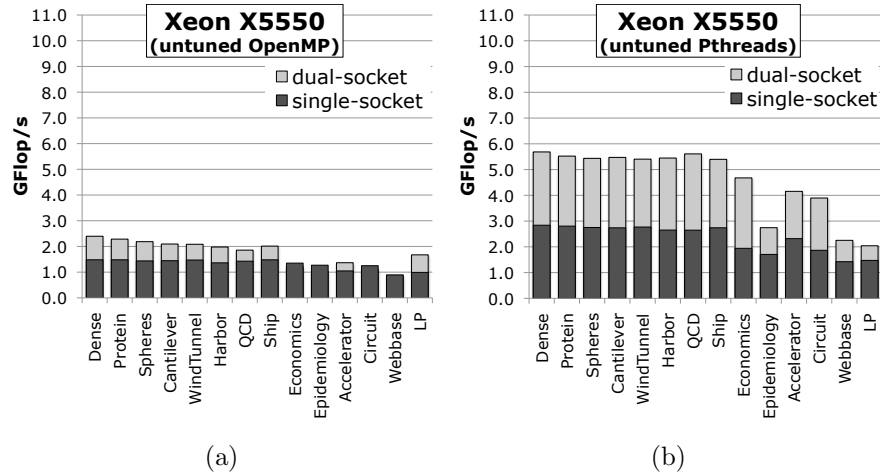 Xeon X5550
(untuned OpenMP)
dual-socket
single-socket
GFlop/s
11.0
10.0
9.0
8.0
7.0
6.0
5.0
4.0
3.0
2.0
1.0
0.0
Dense
Protein
Spheres
Cantilever
WindTunnel
Harbor
QCD
Ship
Economics
Epidemiology
Accelerator
Circuit
Webbase
LP
(a)
Xeon X5550
(untuned Pthreads)
dual-socket
single-socket
GFlop/s
11.0
10.0
9.0
8.0
7.0
6.0
5.0
4.0
3.0
2.0
1.0
0.0
Dense
Protein
Spheres
Cantilever
WindTunnel
Harbor
QCD
Ship
Economics
Epidemiology
Accelerator
Circuit
Webbase
LP
(b)